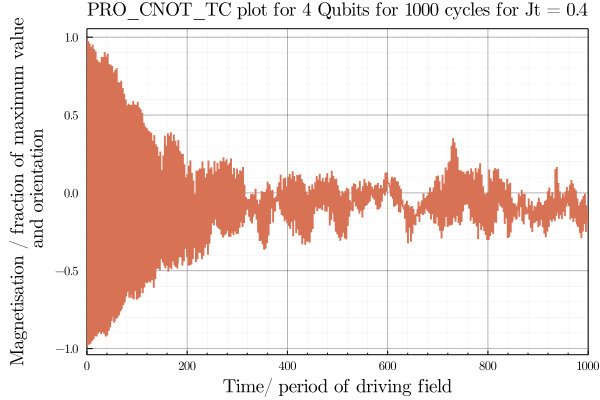 PRO_CNOT_TC plot for 4 Qubits for 1000 cycles for Jt = 0.4
Magnetisation / fraction of maximum value
and orientation
1.0
0.5
0.0
−0.5
−1.0
0 200 400 600 800 1000
Time/ period of driving field